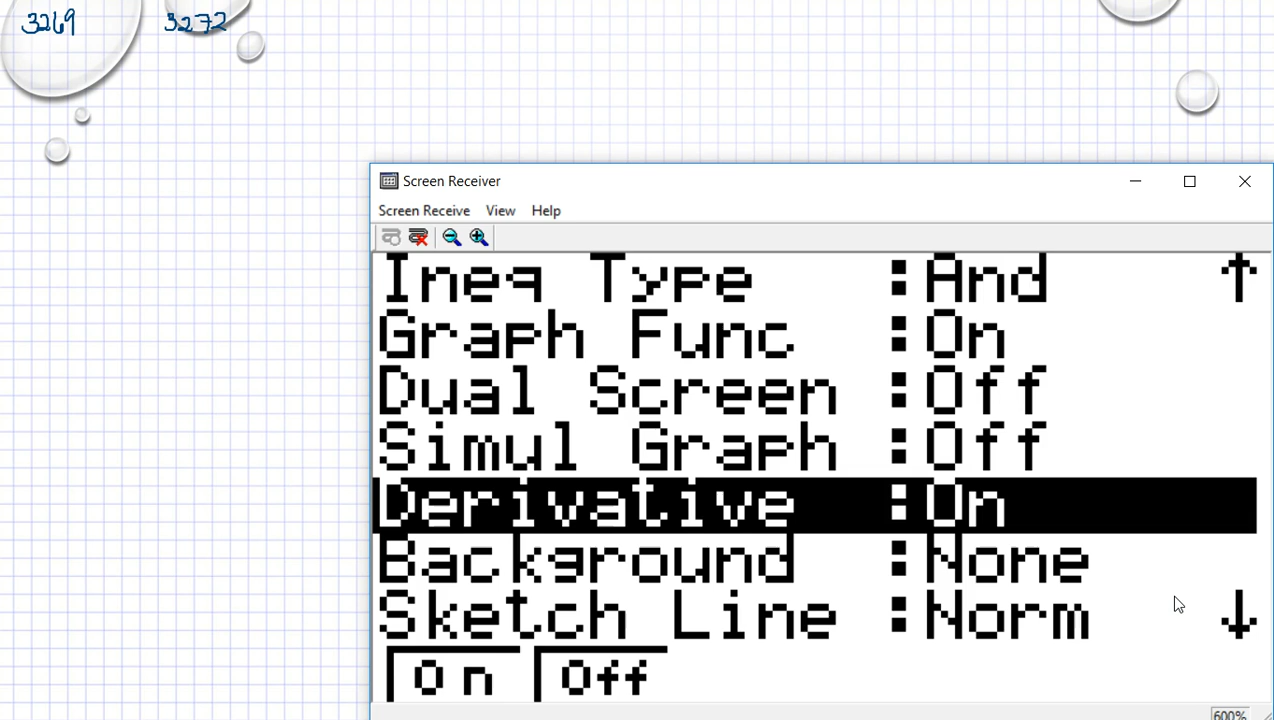 3269 3272
Screen Receiver
Screen Receive View Help
Ineq Type :And ↑
Graph Func :On
Dual Screen :Off
Simul Graph :Off
Derivative :On
Background :None
Sketch Line :Norm ↓
On Off
600%